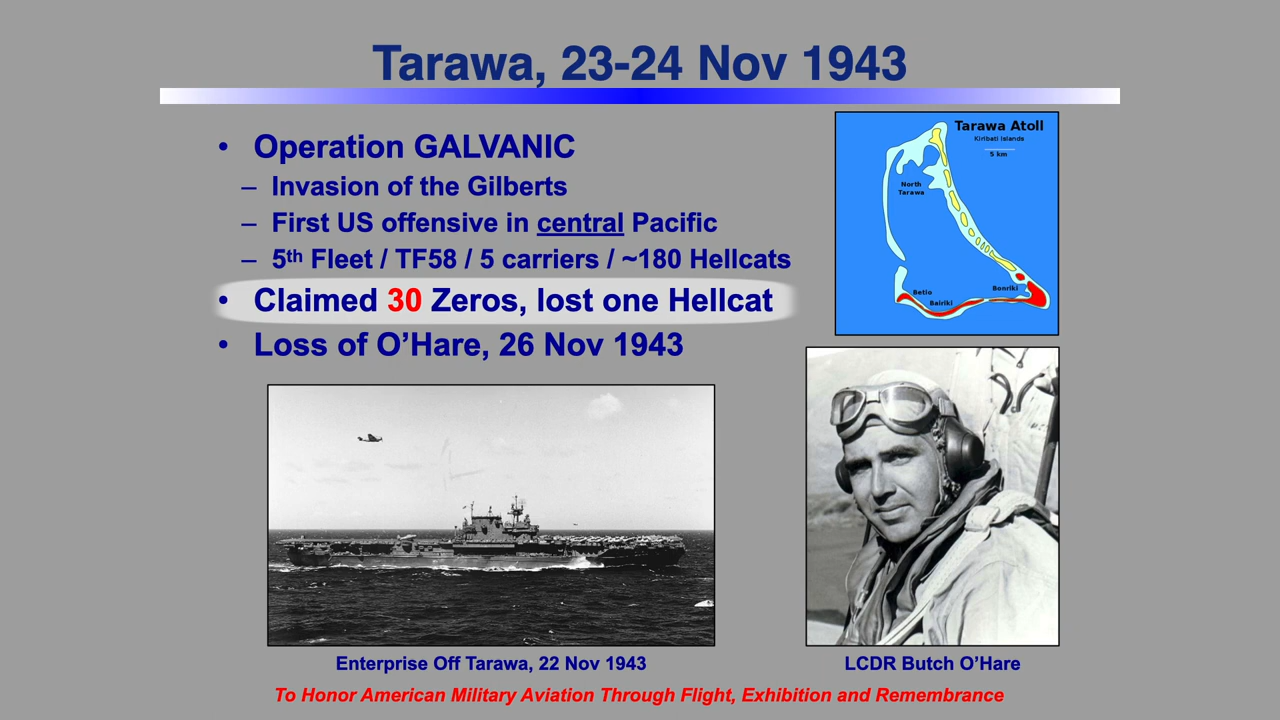 Tarawa, 23-24 Nov 1943
• Operation GALVANIC
– Invasion of the Gilberts
– First US offensive in central Pacific
– 5th Fleet / TF58 / 5 carriers / ~180 Hellcats
• Claimed 30 Zeros, lost one Hellcat
• Loss of O’Hare, 26 Nov 1943
Tarawa Atoll
Kiribati Islands
5 km
North
Tarawa
Betio
Bairiki
Bonriki
Enterprise Off Tarawa, 22 Nov 1943
LCDR Butch O’Hare
To Honor American Military Aviation Through Flight, Exhibition and Remembrance